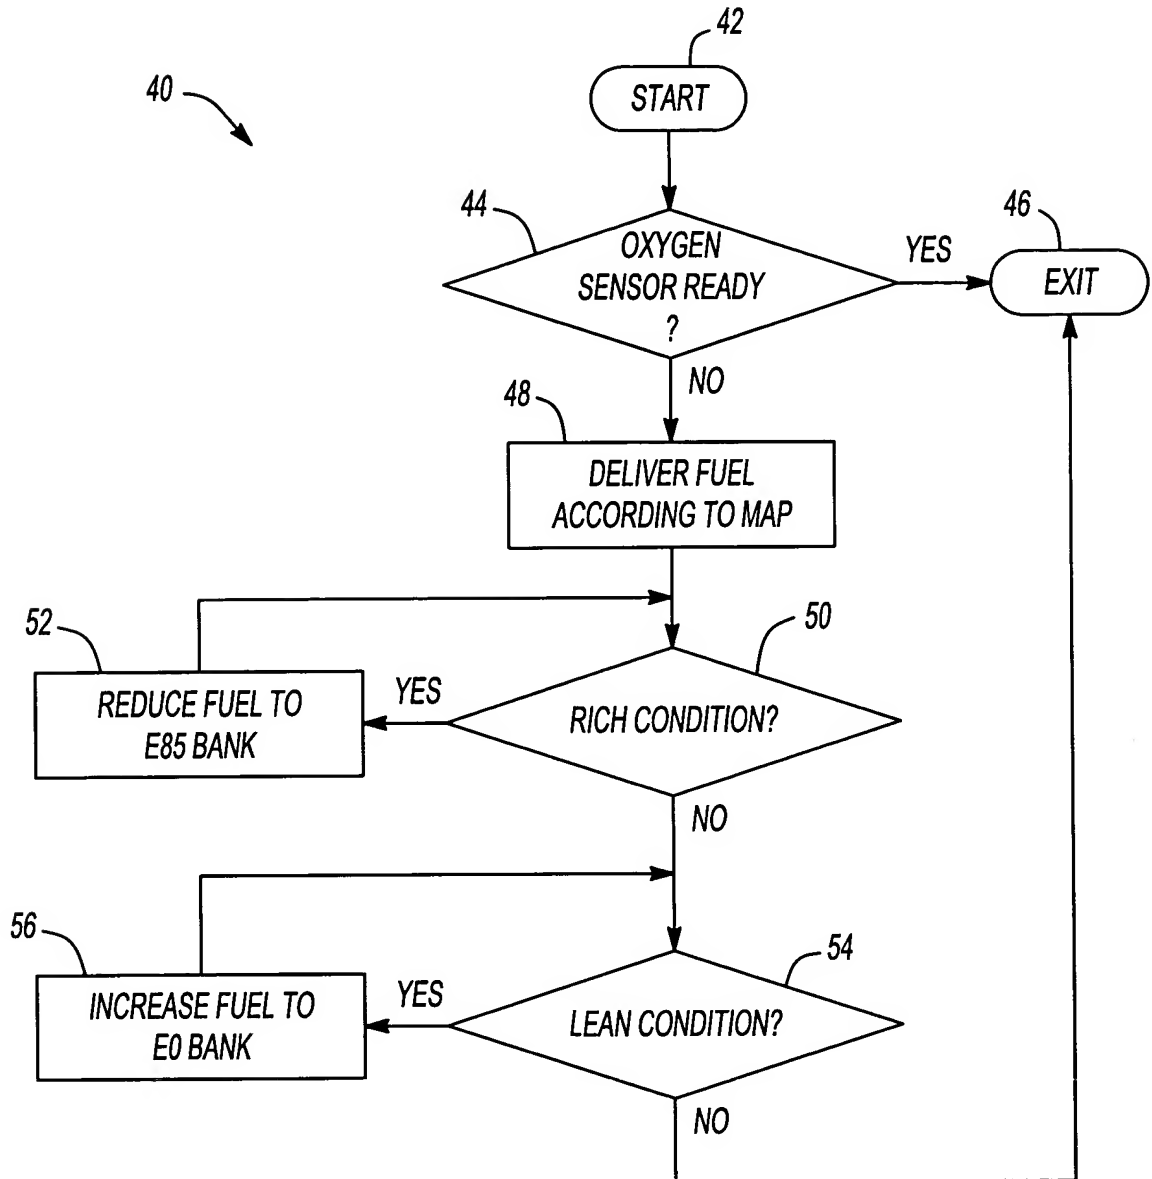 42
40
START
44
OXYGEN
SENSOR READY
?
YES
46
EXIT
NO
48
DELIVER FUEL
ACCORDING TO MAP
52
50
REDUCE FUEL TO
E85 BANK
YES
RICH CONDITION?
NO
56
54
INCREASE FUEL TO
E0 BANK
YES
LEAN CONDITION?
NO